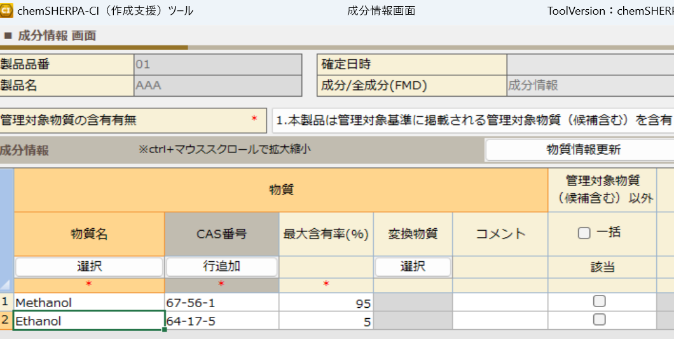 chemSHERPA-CI（作成支援）ツール 成分情報画面 ToolVersion：chemSHERP
■ 成分情報 画面
製品品番 01 確定日時
製品名 AAA 成分/全成分(FMD) 成分情報
管理対象物質の含有有無 * 1.本製品は管理対象基準に掲載される管理対象物質（候補含む）を含有
成分情報 ※ctrl+マウススクロールで拡大縮小 物質情報更新
物質 管理対象物質
（候補含む）以外
物質名 CAS番号 最大含有率(%) 変換物質 コメント 一括
選択 行追加 選択 該当
* * *
1 Methanol 67-56-1 95
2 Ethanol 64-17-5 5